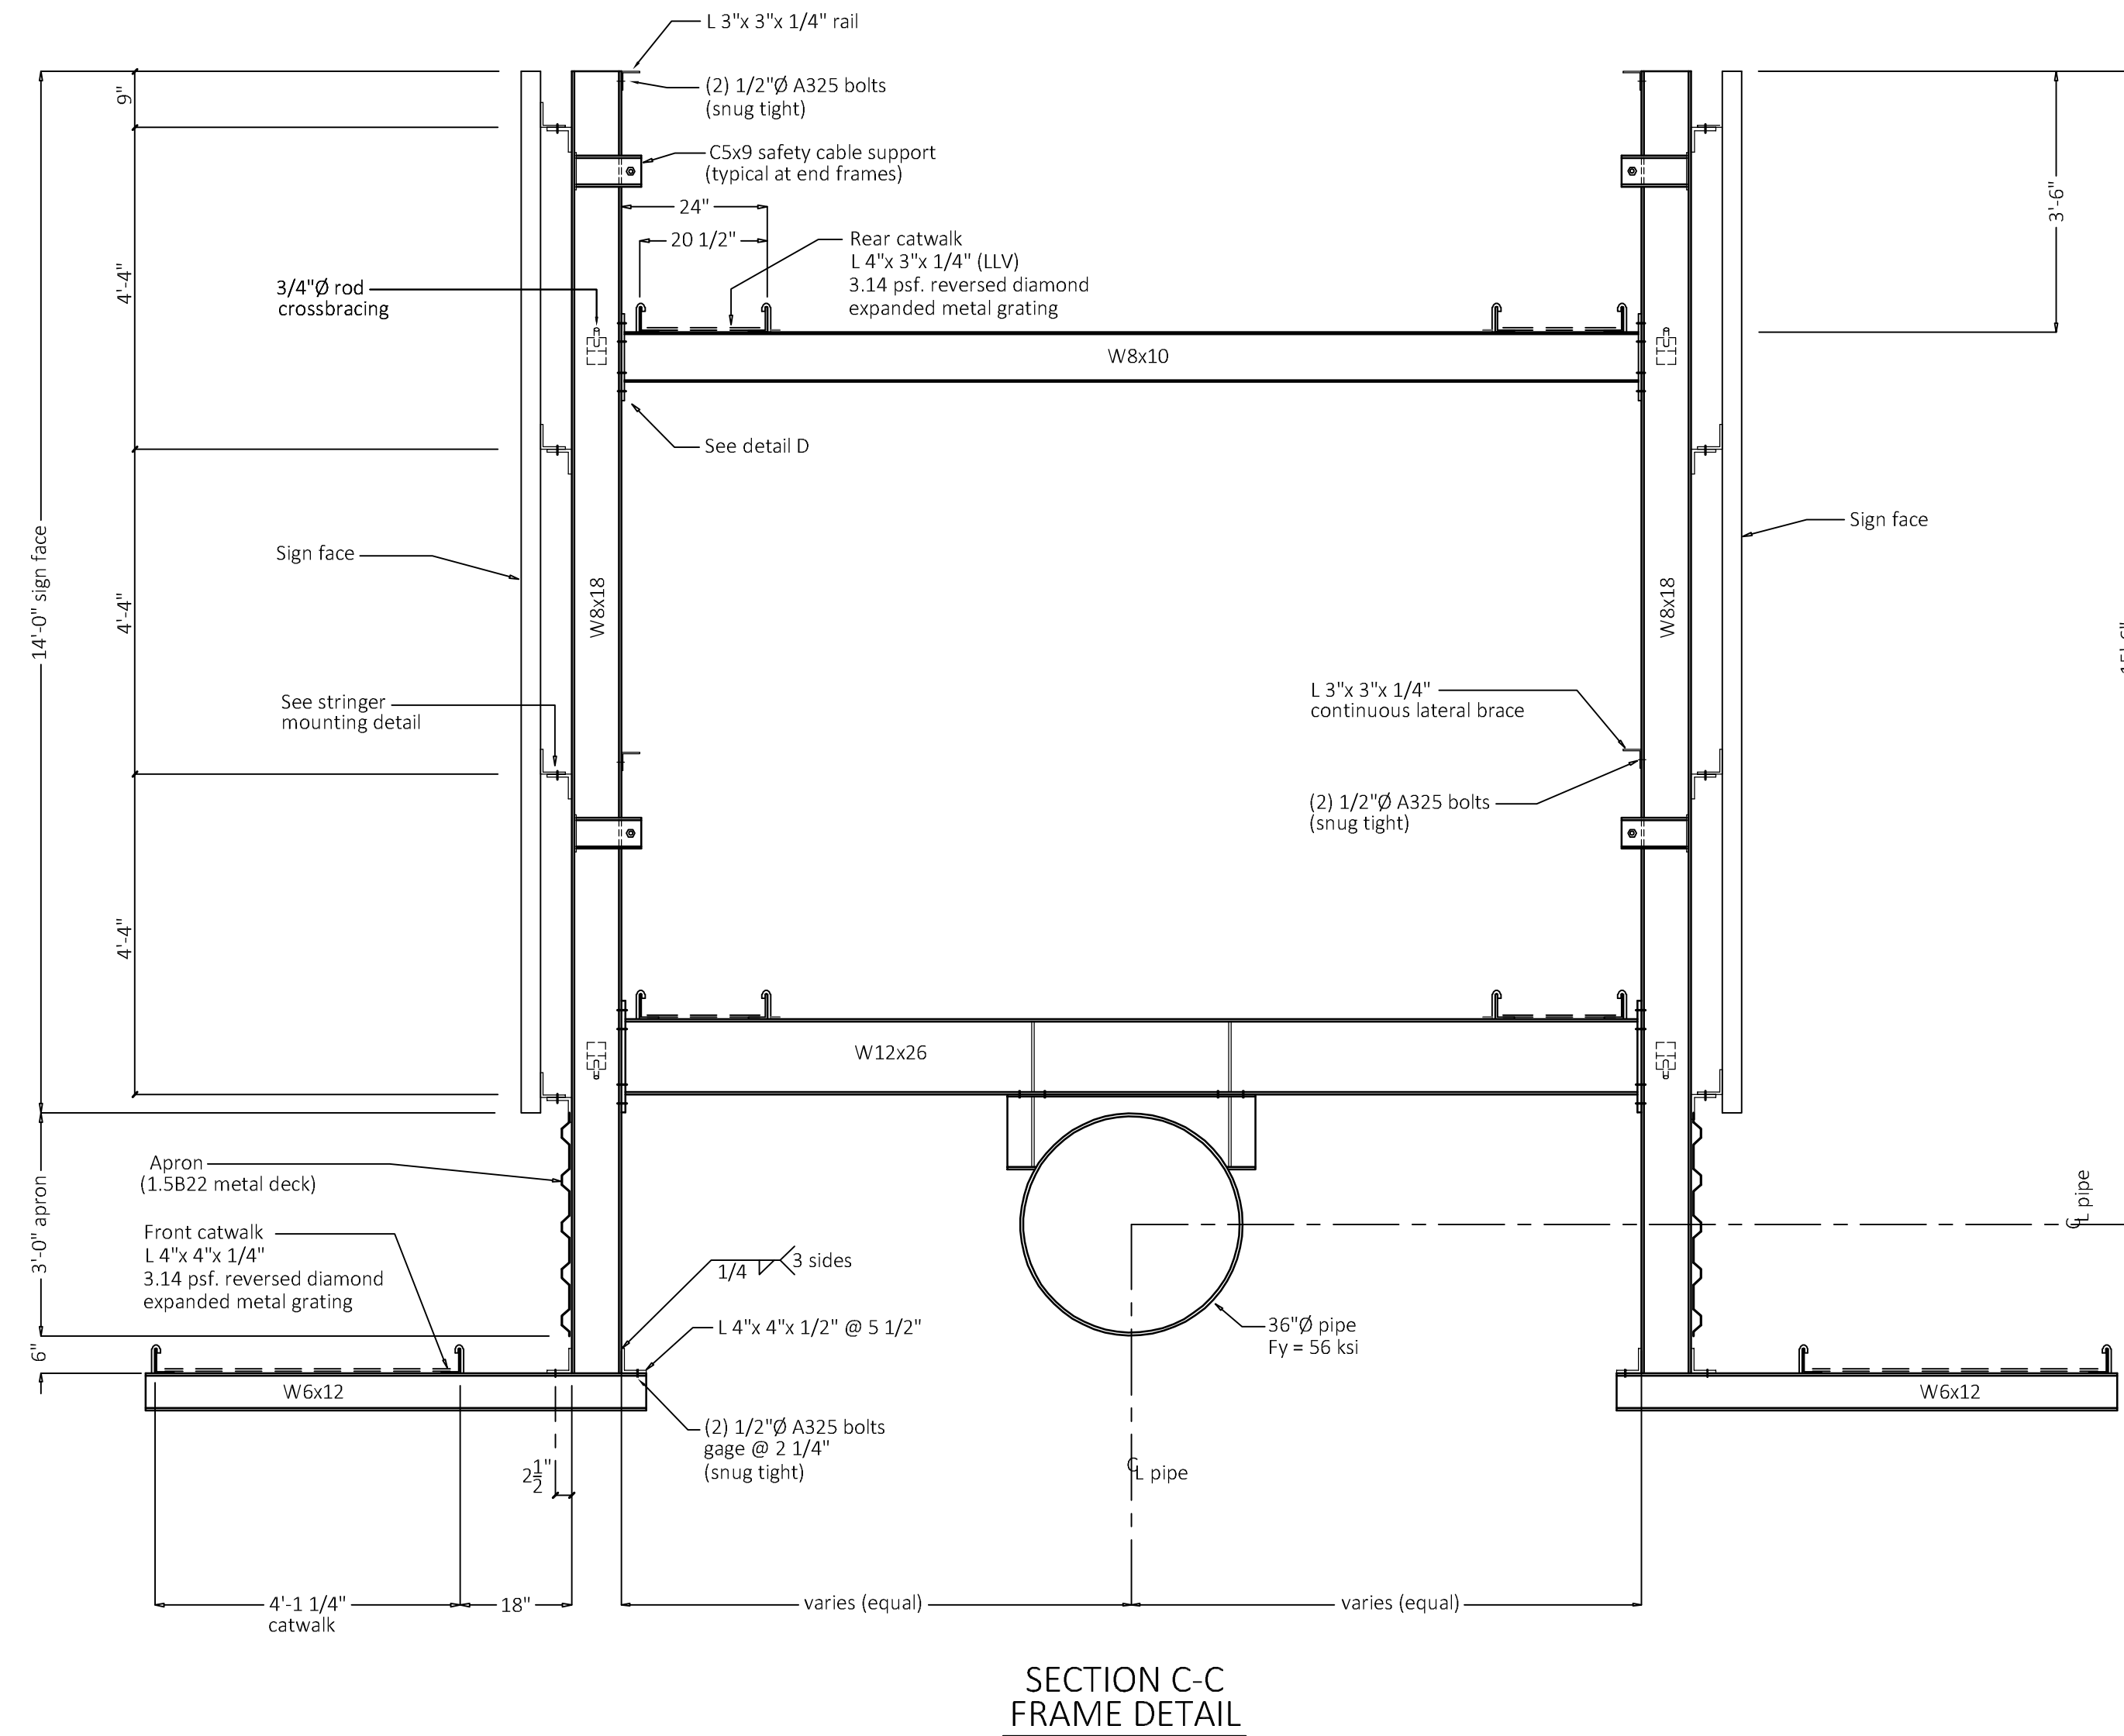 L 3"x 3"x 1/4" rail
(2) 1/2"Ø A325 bolts
(snug tight)
9"
C5x9 safety cable support
(typical at end frames)
3'-6"
24"
20 1/2"
Rear catwalk
L 4"x 3"x 1/4" (LLV)
3.14 psf. reversed diamond
expanded metal grating
4'-4"
3/4"Ø rod
crossbracing
W8x10
See detail D
Sign face
Sign face
14'-0" sign face
4'-4"
W8x18
W8x18
See stringer
mounting detail
L 3"x 3"x 1/4"
continuous lateral brace
(2) 1/2"Ø A325 bolts
(snug tight)
4'-4"
W12x26
Apron
(1.5B22 metal deck)
3'-0" apron
℄ pipe
Front catwalk
L 4"x 4"x 1/4"
3.14 psf. reversed diamond
expanded metal grating
1/4
3 sides
L 4"x 4"x 1/2" @ 5 1/2"
36"Ø pipe
Fy = 56 ksi
6"
W6x12
W6x12
(2) 1/2"Ø A325 bolts
gage @ 2 1/4"
(snug tight)
2 1/2"
℄ pipe
4'-1 1/4"
catwalk
18"
varies (equal)
varies (equal)
SECTION C-C
FRAME DETAIL